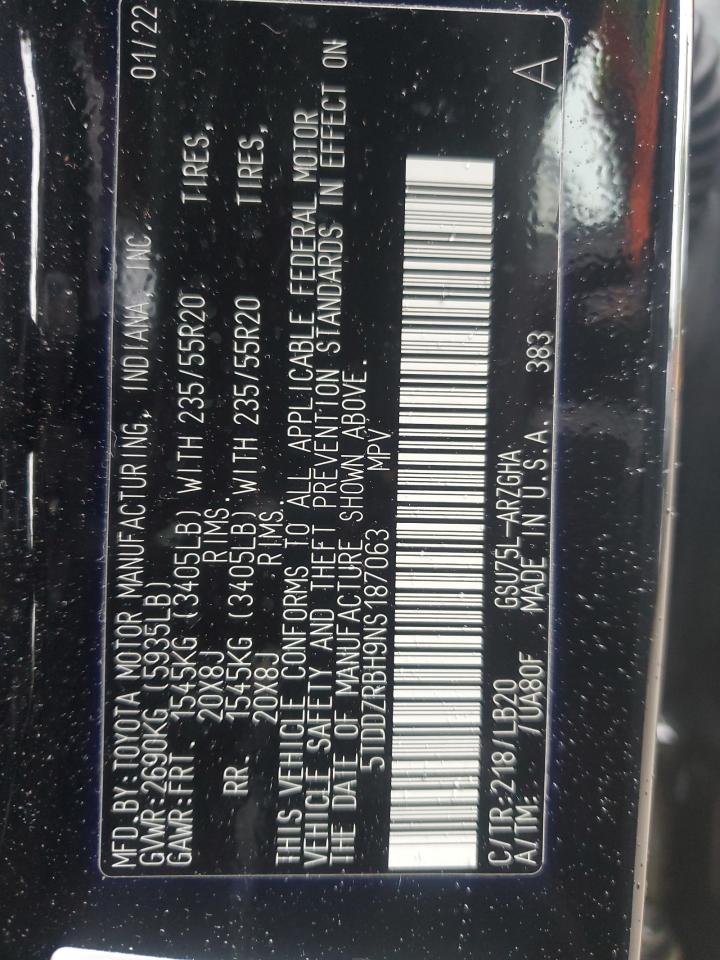 MFD.BY:TOYOTA MOTOR MANUFACTURING, INDIANA, INC. 01/22
GVWR:2690KG (5935LB)
GAWR:FRT. 1545KG (3405LB) WITH 235/55R20 TIRES,
20X8J RIMS.
RR. 1545KG (3405LB) WITH 235/55R20 TIRES,
20X8J RIMS.
THIS VEHICLE CONFORMS TO ALL APPLICABLE FEDERAL MOTOR
VEHICLE SAFETY AND THEFT PREVENTION STANDARDS IN EFFECT ON
THE DATE OF MANUFACTURE SHOWN ABOVE.
5TDDZRBH9NS187063 MPV
C/TR:218/LB20 GSU75L-ARZGHA
A/TM: /UA80F MADE IN U.S.A. 383 A